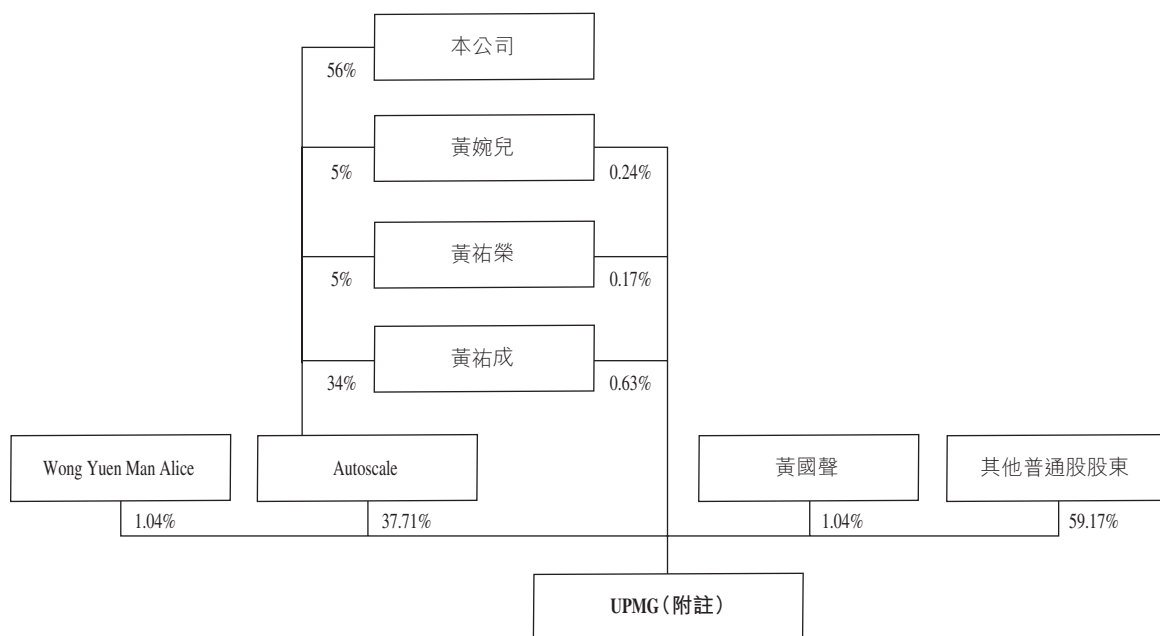 本公司
56%
黃婉兒
5%
0.24%
黃祐榮
5%
0.17%
黃祐成
34%
0.63%
Wong Yuen Man Alice
Autoscale
黃國聲
其他普通股股東
1.04%
37.71%
1.04%
59.17%
UPMG（附註）